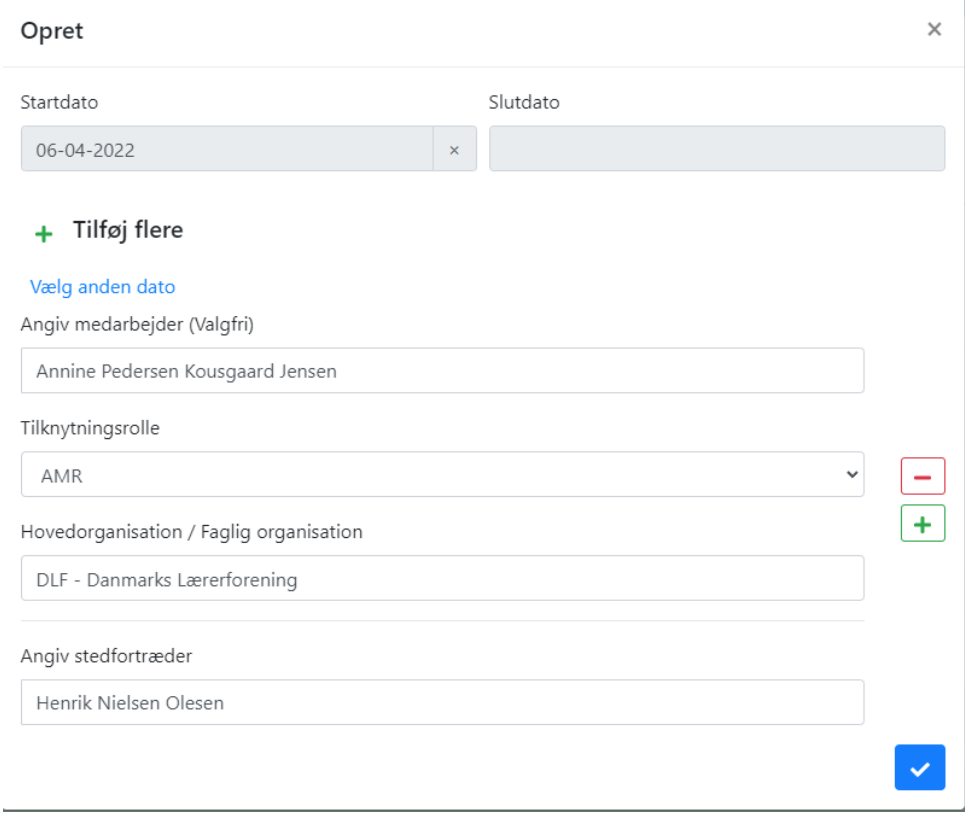 Opret
Startdato
Slutdato
06-04-2022
Tilføj flere
Vælg anden dato
Angiv medarbejder (Valgfri)
Annine Pedersen Kousgaard Jensen
Tilknytningsrolle
AMR
Hovedorganisation / Faglig organisation
DLF - Danmarks Lærerforening
Angiv stedfortræder
Henrik Nielsen Olesen